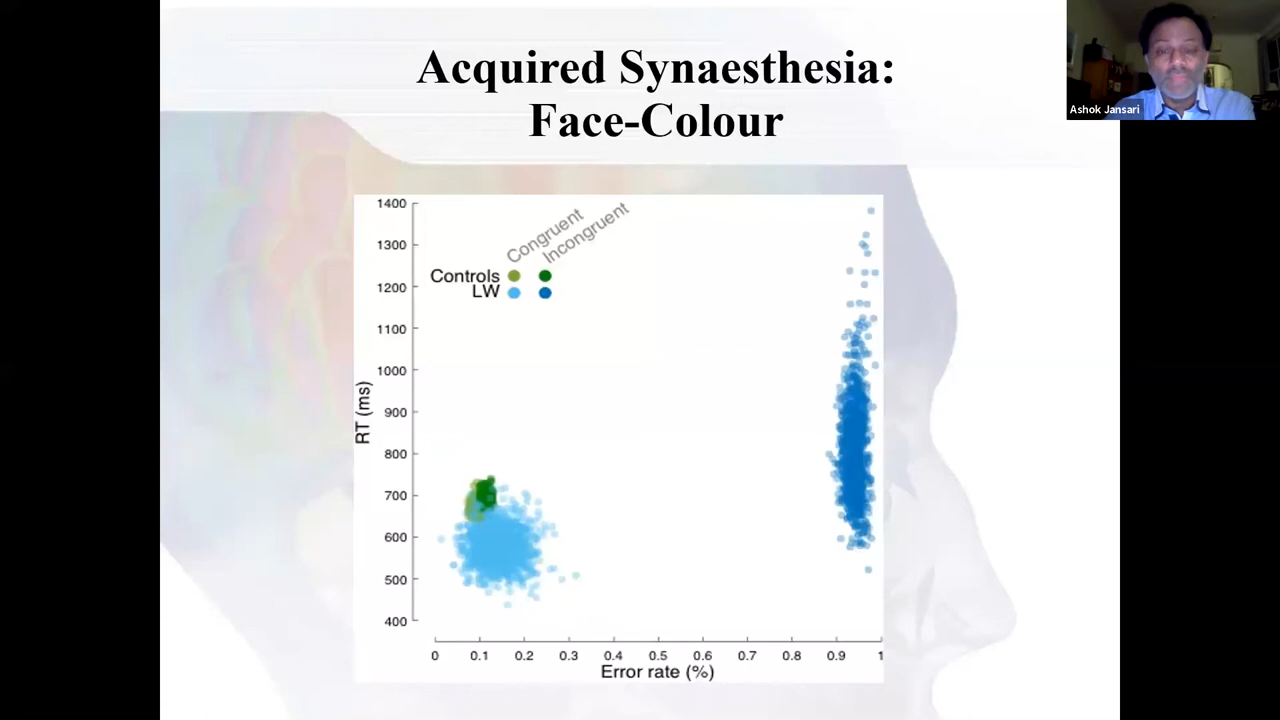 Acquired Synaesthesia:
Face-Colour
Ashok Jansari
Congruent
Incongruent
Controls
LW
RT (ms)
1400
1300
1200
1100
1000
900
800
700
600
500
400
0 0.1 0.2 0.3 0.4 0.5 0.6 0.7 0.8 0.9 1
Error rate (%)